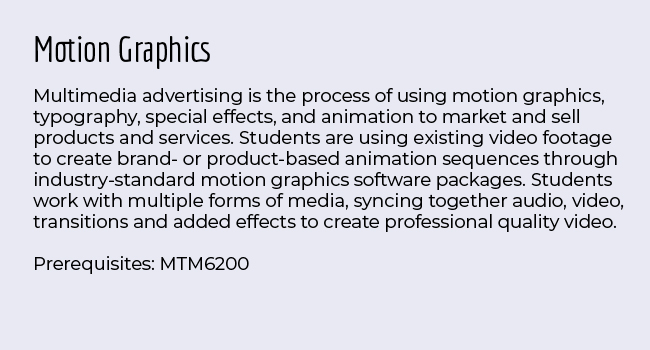 Motion Graphics
Multimedia advertising is the process of using motion graphics,
typography, special effects, and animation to market and sell
products and services. Students are using existing video footage
to create brand- or product-based animation sequences through
industry-standard motion graphics software packages. Students
work with multiple forms of media, syncing together audio, video,
transitions and added effects to create professional quality video.
Prerequisites: MTM6200